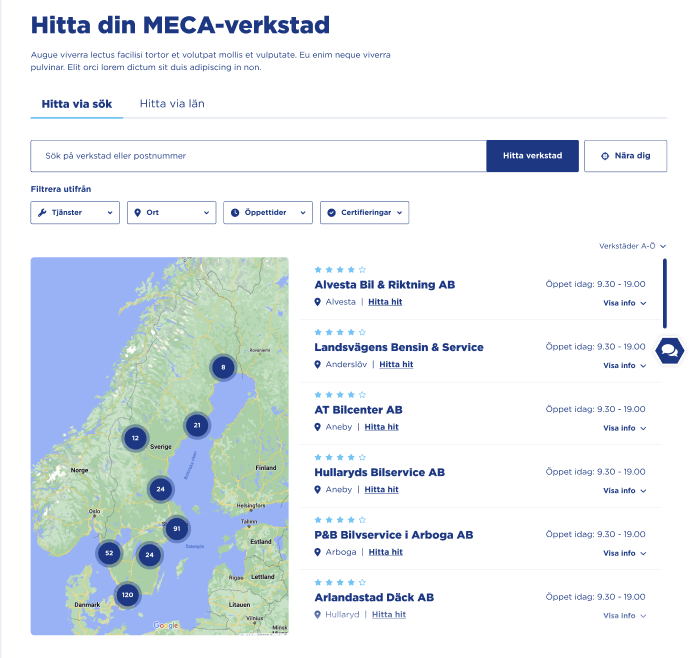 Hitta din MECA-verkstad
Augue viverra lectus facilisi tortor et volutpat mollis et vulputate. Eu enim neque viverra
pulvinar. Elit orci lorem dictum sit duis adipiscing in non.
Hitta via sök
Hitta via län
Sök på verkstad eller postnummer
Hitta verkstad
Nära dig
Filtrera utifrån
Tjänster
Ort
Öppettider
Certifieringar
Verkstäder A-Ö
Rovaniemi
8
21
12
Sverige
Norge
24
Finland
Oslo
Helsingfors
Tallinn
91
Estland
52
24
Riga
Lettland
120
Danmark
Litauen
Vilnius
Google
Minsk
Alvesta Bil & Riktning AB
Öppet idag: 9.30 - 19.00
Alvesta | Hitta hit
Visa info
Landsvägens Bensin & Service
Öppet idag: 9.30 - 19.00
Anderslöv | Hitta hit
Visa info
AT Bilcenter AB
Öppet idag: 9.30 - 19.00
Aneby | Hitta hit
Visa info
Hullaryds Bilservice AB
Öppet idag: 9.30 - 19.00
Aneby | Hitta hit
Visa info
P&B Bilvservice i Arboga AB
Öppet idag: 9.30 - 19.00
Arboga | Hitta hit
Visa info
Arlandastad Däck AB
Öppet idag: 9.30 - 19.00
Hullaryd | Hitta hit
Visa info